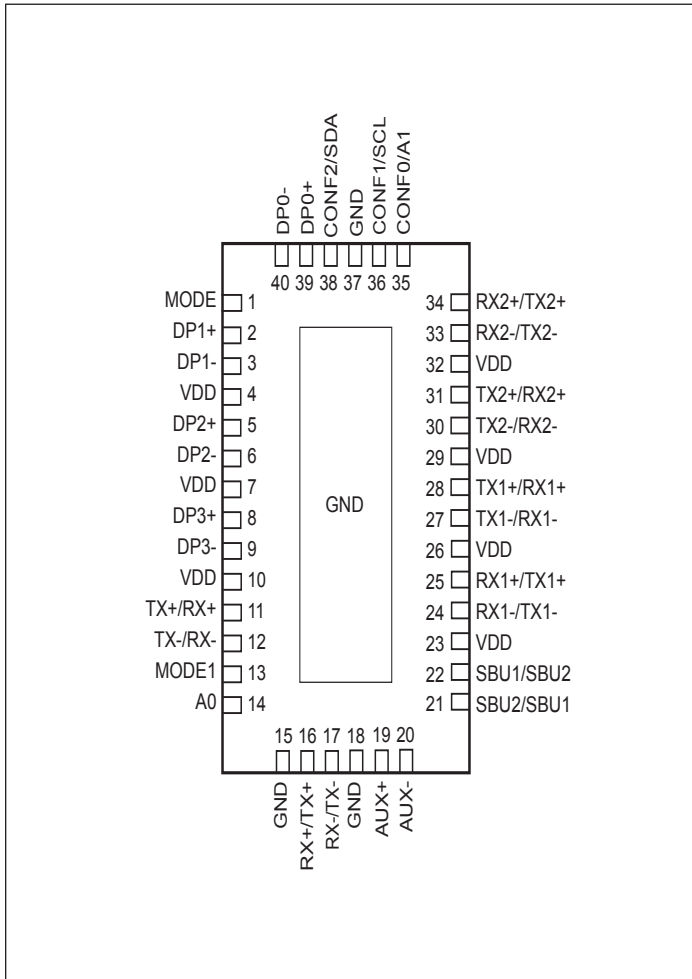 DP0-
DP0+
CONF2/SDA
GND
CONF1/SCL
CONF0/A1
40 39 38 37 36 35
MODE 1
DP1+ 2
DP1- 3
VDD 4
DP2+ 5
DP2- 6
VDD 7
DP3+ 8
DP3- 9
VDD 10
TX+/RX+ 11
TX-/RX- 12
MODE1 13
A0 14
GND
34 RX2+/TX2+
33 RX2-/TX2-
32 VDD
31 TX2+/RX2+
30 TX2-/RX2-
29 VDD
28 TX1+/RX1+
27 TX1-/RX1-
26 VDD
25 RX1+/TX1+
24 RX1-/TX1-
23 VDD
22 SBU1/SBU2
21 SBU2/SBU1
15 16 17 18 19 20
GND
RX+/TX+
RX-/TX-
GND
AUX+
AUX-